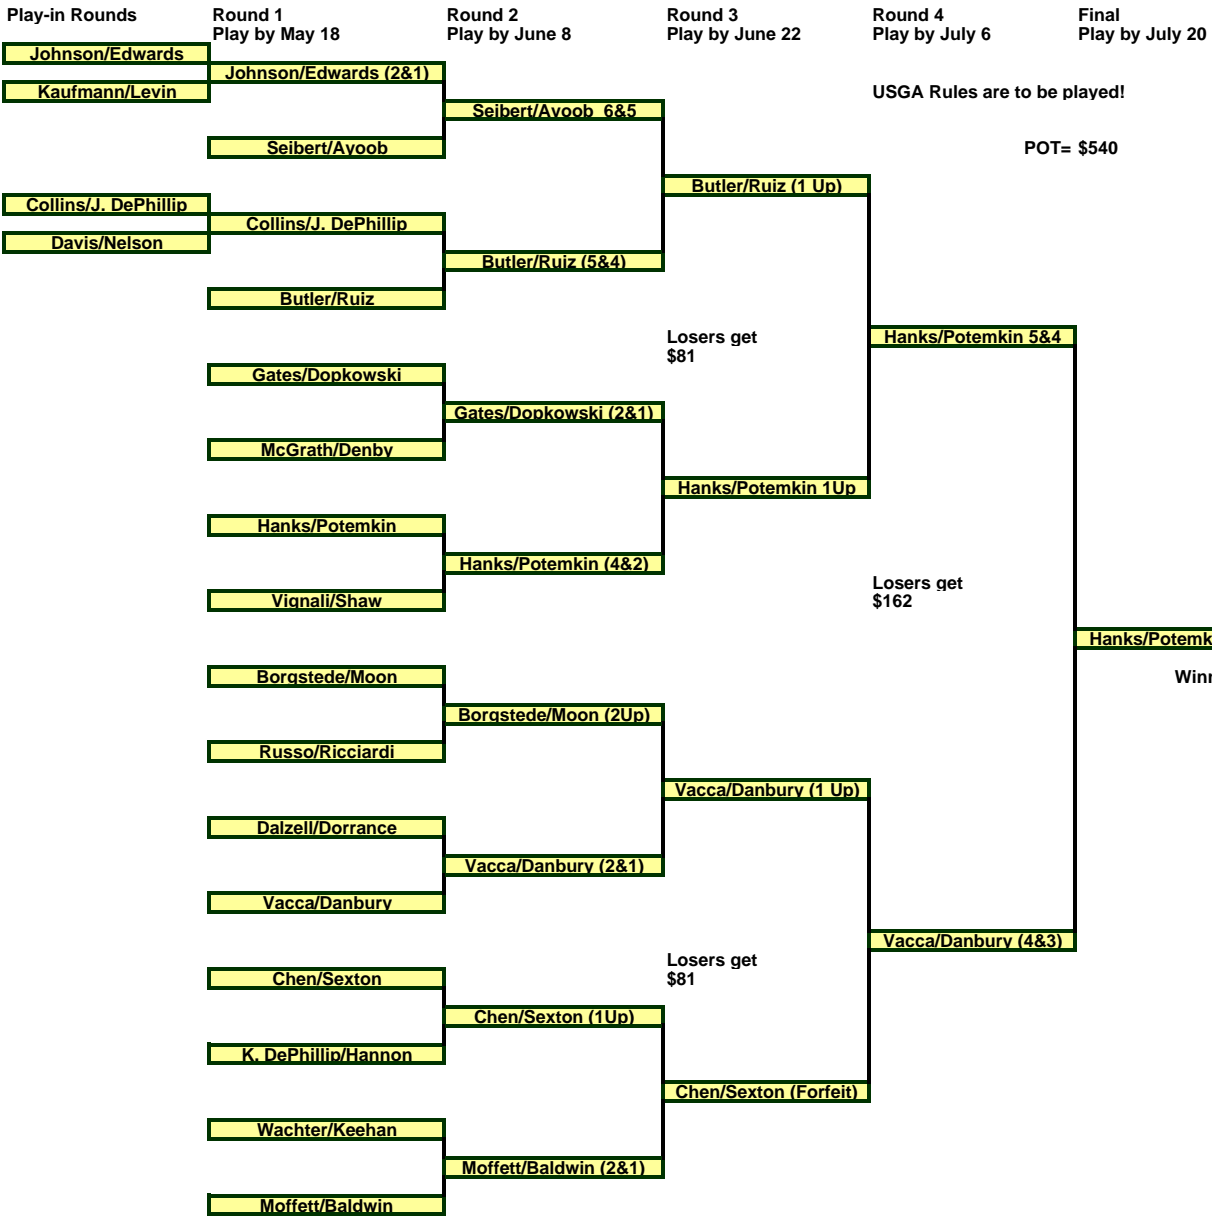 Play-in Rounds
Round 1
Play by May 18
Round 2
Play by June 8
Round 3
Play by June 22
Round 4
Play by July 6
Final
Play by July 20
Johnson/Edwards
Johnson/Edwards (2&1)
Kaufmann/Levin
USGA Rules are to be played!
Seibert/Ayoob  6&5
Seibert/Ayoob
POT= $540
Butler/Ruiz (1 Up)
Collins/J. DePhillip
Collins/J. DePhillip
Davis/Nelson
Butler/Ruiz (5&4)
Butler/Ruiz
Losers get
$81
Hanks/Potemkin 5&4
Gates/Dopkowski
Gates/Dopkowski (2&1)
McGrath/Denby
Hanks/Potemkin 1Up
Hanks/Potemkin
Hanks/Potemkin (4&2)
Losers get
$162
Vignali/Shaw
Hanks/Potemk
Borgstede/Moon
Winn
Borgstede/Moon (2Up)
Russo/Ricciardi
Vacca/Danbury (1 Up)
Dalzell/Dorrance
Vacca/Danbury (2&1)
Vacca/Danbury
Vacca/Danbury (4&3)
Losers get
$81
Chen/Sexton
Chen/Sexton (1Up)
K. DePhillip/Hannon
Chen/Sexton (Forfeit)
Wachter/Keehan
Moffett/Baldwin (2&1)
Moffett/Baldwin